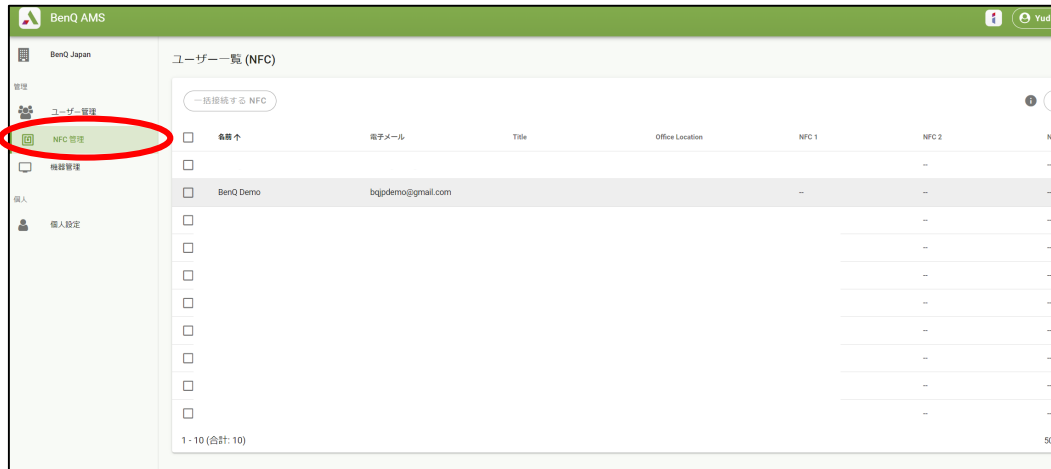 BenQ AMS
Yud
BenQ Japan
ユーザー一覧 (NFC)
管理
一括接続する NFC
ユーザー管理
NFC 管理
名前 ↑ 電子メール Title Office Location NFC 1 NFC 2 N
機器管理
--
BenQ Demo bqjpdemo@gmail.com -- -- --
個人
個人設定
--
--
--
--
--
--
--
--
1 - 10 (合計: 10) 50